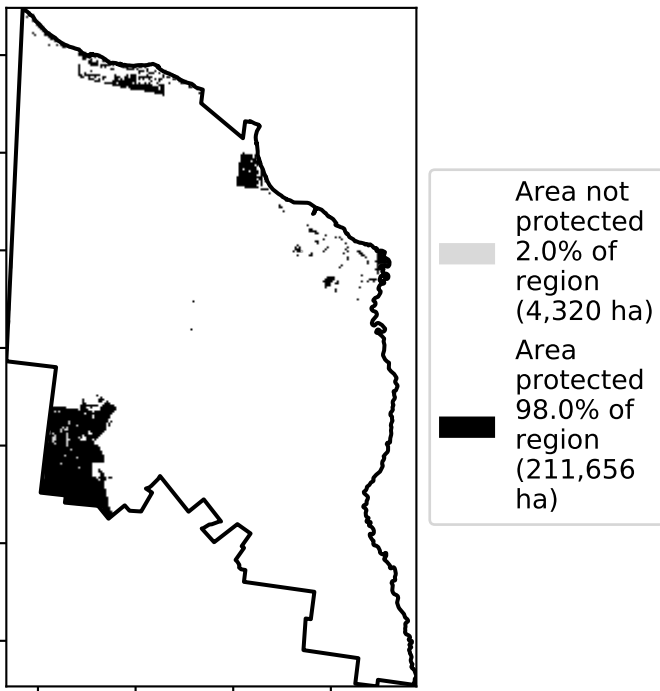 Area not
protected
2.0% of
region
(4,320 ha)
Area
protected
98.0% of
region
(211,656
ha)